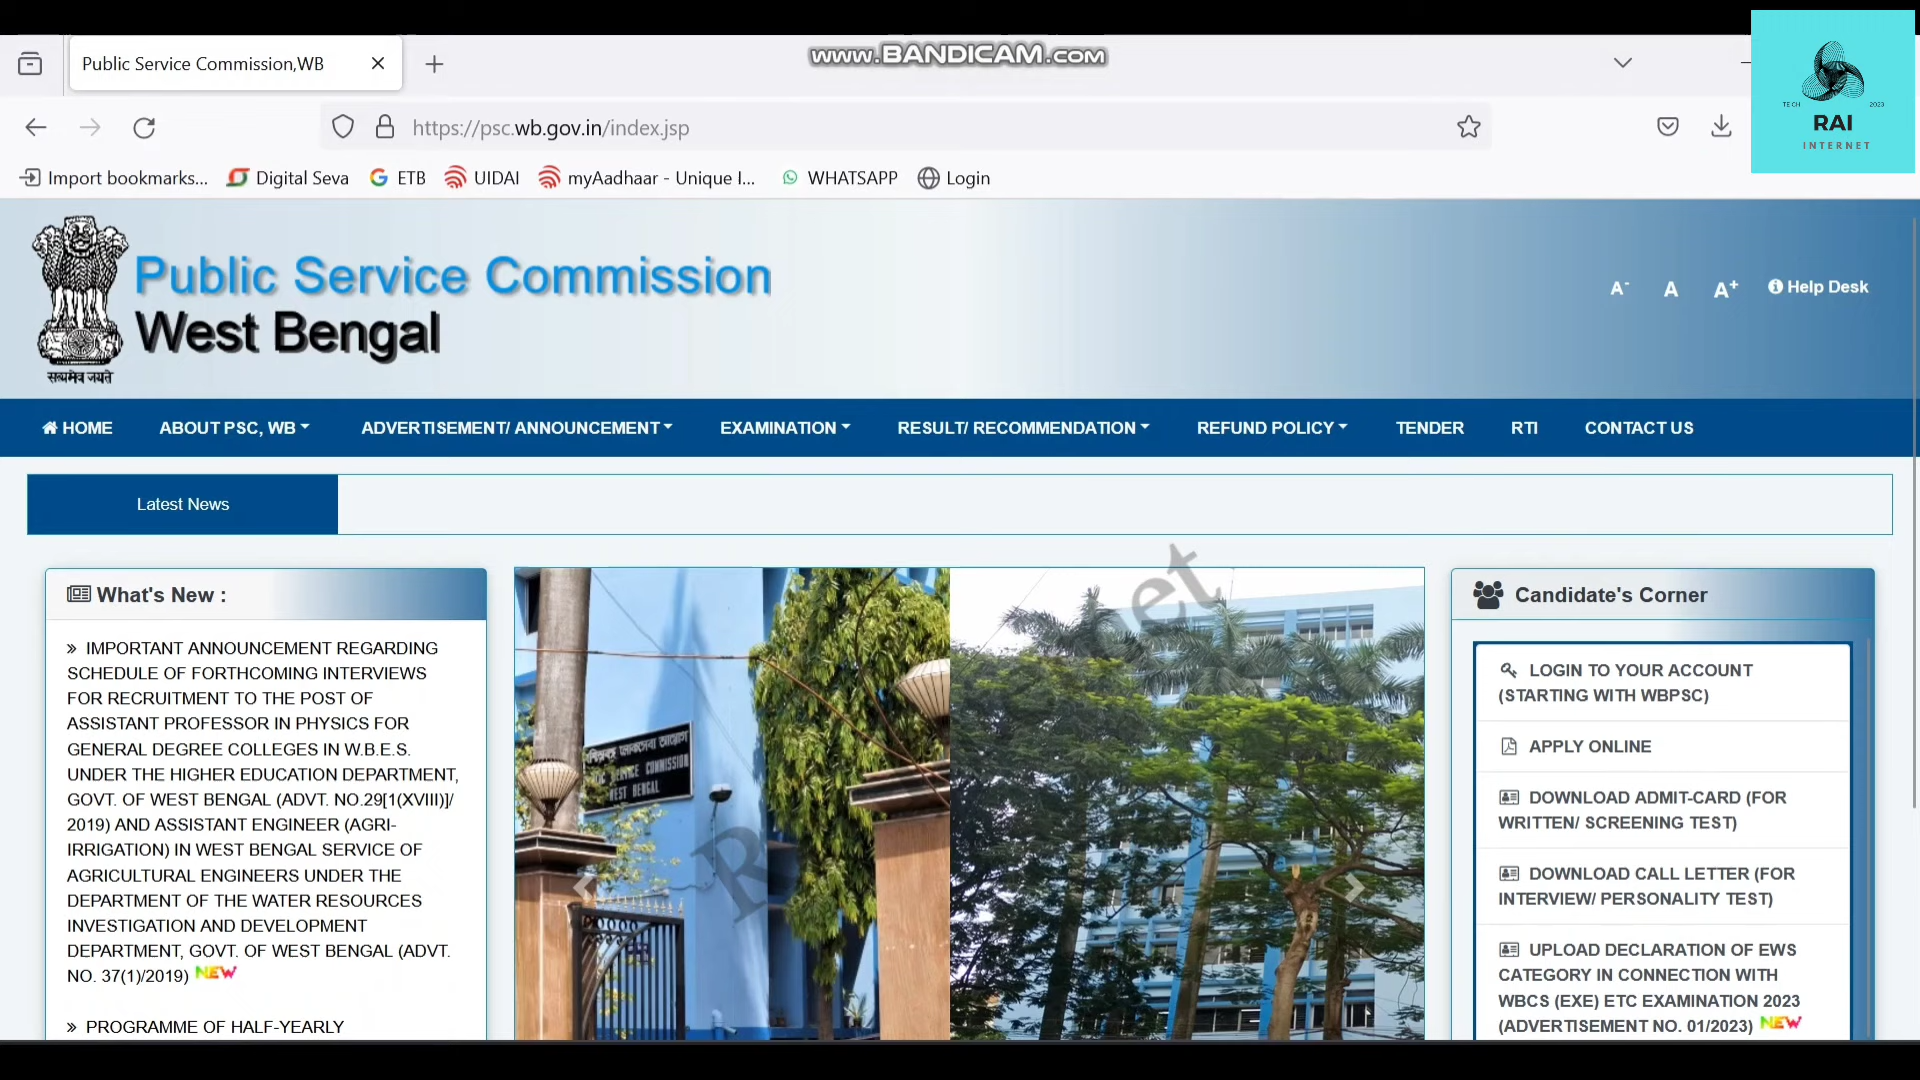 Public Service Commission,WB
www.BANDICAM.com
TECH 2023
RAI
INTERNET
https://psc.wb.gov.in/index.jsp
Import bookmarks...
Digital Seva
ETB
UIDAI
myAadhaar - Unique I...
WHATSAPP
Login
Public Service Commission
West Bengal
सत्यमेव जयते
A-
A
A+
Help Desk
HOME
ABOUT PSC, WB
ADVERTISEMENT/ ANNOUNCEMENT
EXAMINATION
RESULT/ RECOMMENDATION
REFUND POLICY
TENDER
RTI
CONTACT US
Latest News
What's New :
» IMPORTANT ANNOUNCEMENT REGARDING
SCHEDULE OF FORTHCOMING INTERVIEWS
FOR RECRUITMENT TO THE POST OF
ASSISTANT PROFESSOR IN PHYSICS FOR
GENERAL DEGREE COLLEGES IN W.B.E.S.
UNDER THE HIGHER EDUCATION DEPARTMENT,
GOVT. OF WEST BENGAL (ADVT. NO.29[1(XVIII)]/
2019) AND ASSISTANT ENGINEER (AGRI-
IRRIGATION) IN WEST BENGAL SERVICE OF
AGRICULTURAL ENGINEERS UNDER THE
DEPARTMENT OF THE WATER RESOURCES
INVESTIGATION AND DEVELOPMENT
DEPARTMENT, GOVT. OF WEST BENGAL (ADVT.
NO. 37(1)/2019) NEW
» PROGRAMME OF HALF-YEARLY
SERVICE COMMISSION
WEST BENGAL
Candidate's Corner
LOGIN TO YOUR ACCOUNT
(STARTING WITH WBPSC)
APPLY ONLINE
DOWNLOAD ADMIT-CARD (FOR
WRITTEN/ SCREENING TEST)
DOWNLOAD CALL LETTER (FOR
INTERVIEW/ PERSONALITY TEST)
UPLOAD DECLARATION OF EWS
CATEGORY IN CONNECTION WITH
WBCS (EXE) ETC EXAMINATION 2023
(ADVERTISEMENT NO. 01/2023) NEW